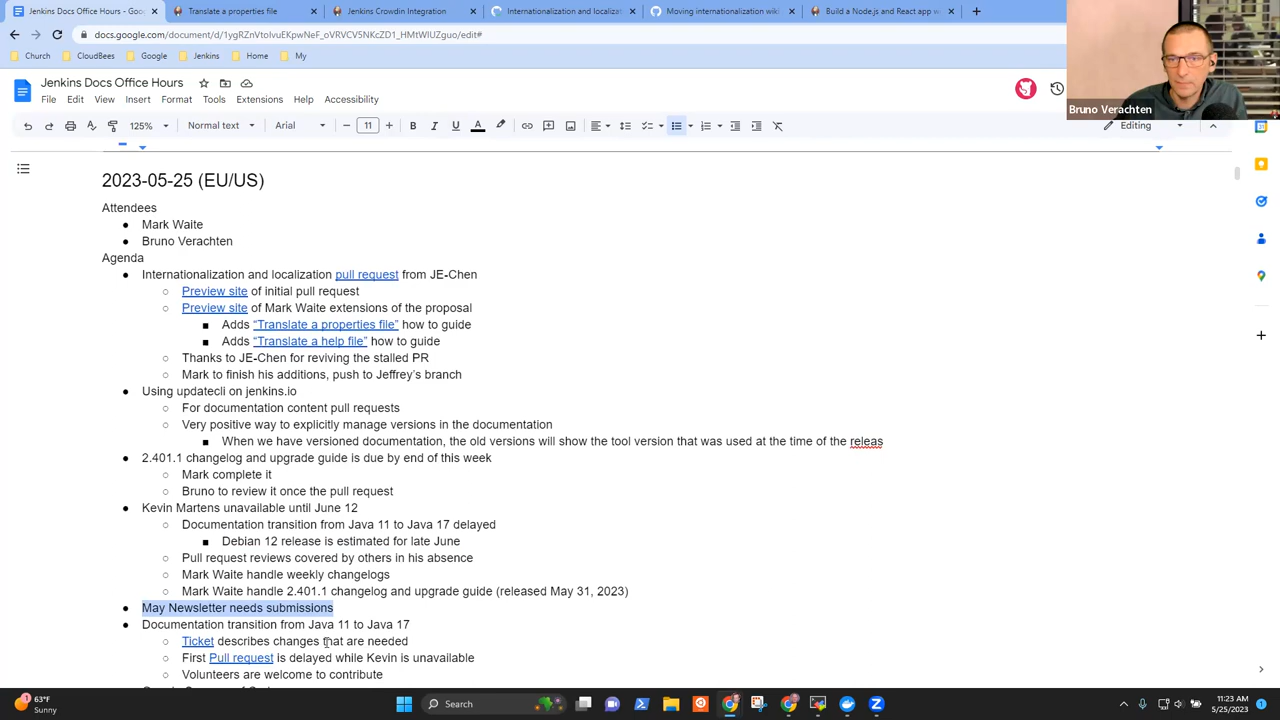 Jenkins Docs Office Hours
Translate a properties file
Jenkins Crowdin Integration
Internationalization and localizat
Moving internationalization wiki
Build a Node.js and React app w
docs.google.com/document/d/1ygRZnVtoIvuEKpwNeF_oVRVCV5NKcZD1_HMtWlUZguo/edit#
Church
CloudBees
Google
Jenkins
Home
My
Bruno Verachten
Jenkins Docs Office Hours
File Edit View Insert Format Tools Extensions Help Accessibility
125%
Normal text
Arial
11
Editing
2023-05-25 (EU/US)
Attendees
Mark Waite
Bruno Verachten
Agenda
Internationalization and localization pull request from JE-Chen
Preview site of initial pull request
Preview site of Mark Waite extensions of the proposal
Adds “Translate a properties file” how to guide
Adds “Translate a help file” how to guide
Thanks to JE-Chen for reviving the stalled PR
Mark to finish his additions, push to Jeffrey’s branch
Using updatecli on jenkins.io
For documentation content pull requests
Very positive way to explicitly manage versions in the documentation
When we have versioned documentation, the old versions will show the tool version that was used at the time of the releas
2.401.1 changelog and upgrade guide is due by end of this week
Mark complete it
Bruno to review it once the pull request
Kevin Martens unavailable until June 12
Documentation transition from Java 11 to Java 17 delayed
Debian 12 release is estimated for late June
Pull request reviews covered by others in his absence
Mark Waite handle weekly changelogs
Mark Waite handle 2.401.1 changelog and upgrade guide (released May 31, 2023)
May Newsletter needs submissions
Documentation transition from Java 11 to Java 17
Ticket describes changes that are needed
First Pull request is delayed while Kevin is unavailable
Volunteers are welcome to contribute
63°F
Sunny
Search
11:23 AM
5/25/2023